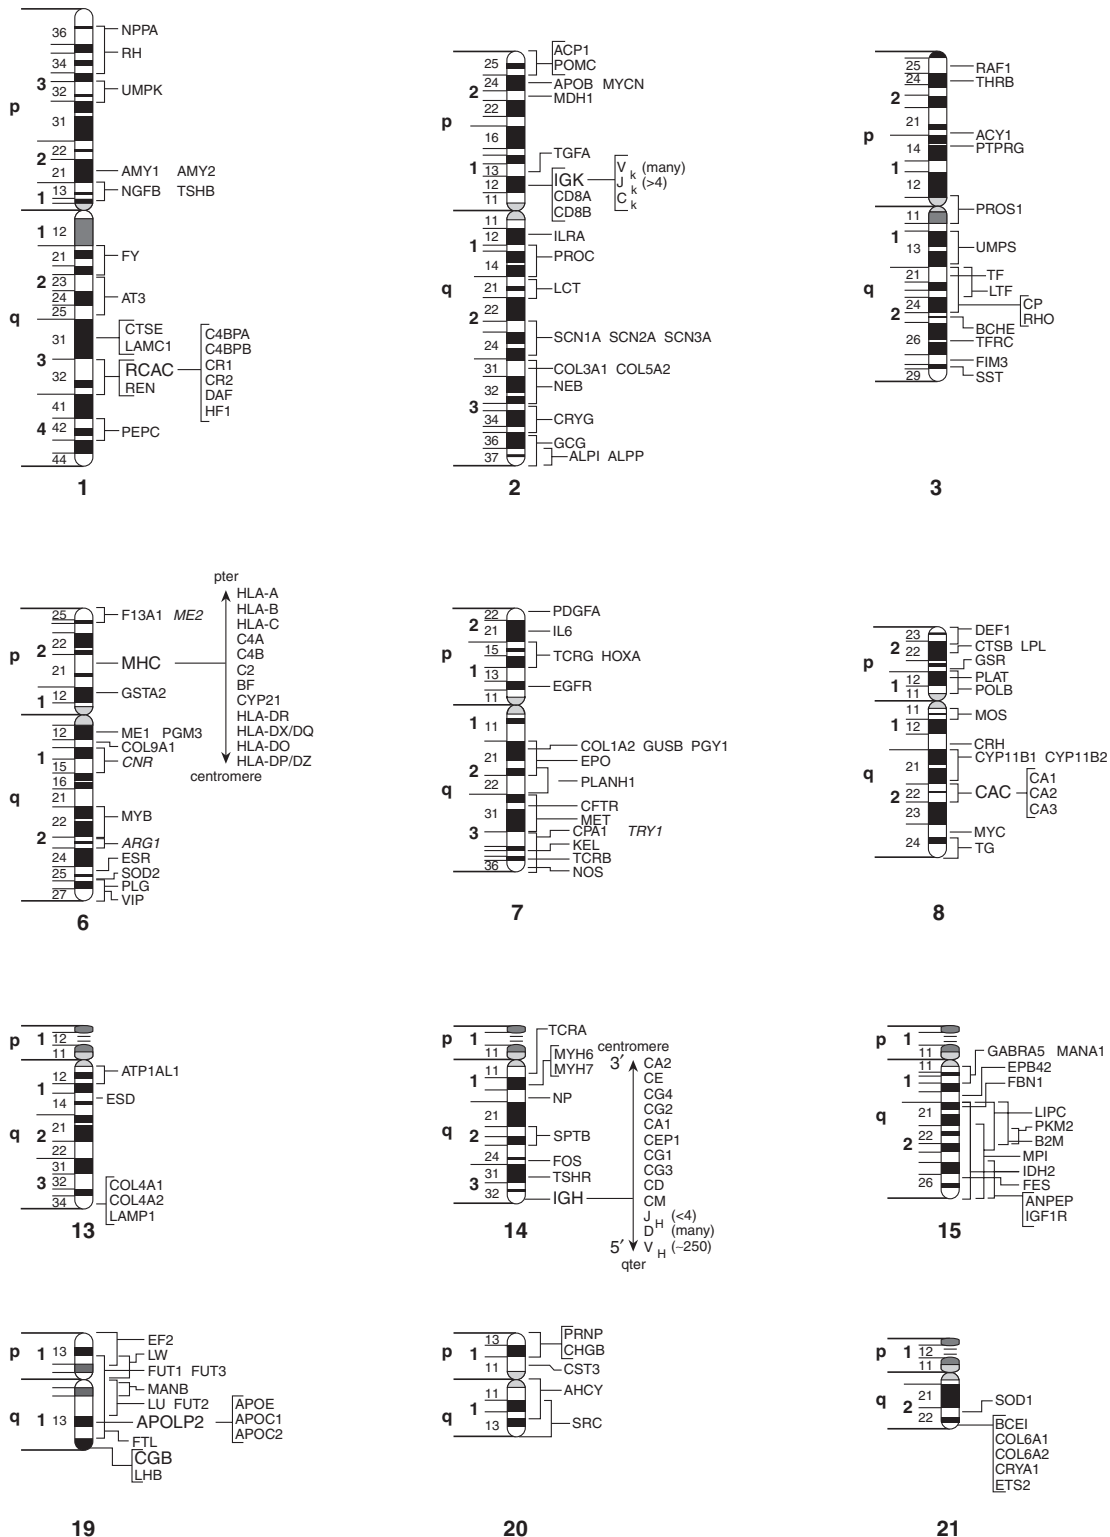 36
34
3
32
p
31
22
2
21
13
1
1
12
21
2
23
24
q
25
31
3
32
41
4
42
44
NPPA
RH
UMPK
AMY1 AMY2
NGFB TSHB
FY
AT3
CTSE
LAMC1
RCAC
REN
C4BPA
C4BPB
CR1
CR2
DAF
HF1
PEPC
1
25
24
2
22
p
16
1
13
12
11
11
1
12
14
q
21
2
22
24
31
32
3
34
36
37
ACP1
POMC
APOB MYCN
MDH1
TGFA
IGK
CD8A
CD8B
Vk (many)
Jk (>4)
Ck
ILRA
PROC
LCT
SCN1A SCN2A SCN3A
COL3A1 COL5A2
NEB
CRYG
GCG
ALPI ALPP
2
25
24
2
21
p
14
1
12
11
1
13
21
q
24
2
26
29
RAF1
THRB
ACY1
PTPRG
PROS1
UMPS
TF
LTF
CP
RHO
BCHE
TFRC
FIM3
SST
3
25
22
2
p
21
12
1
12
1
15
16
q
21
22
2
24
25
27
F13A1 ME2
MHC
GSTA2
ME1 PGM3
COL9A1
CNR
MYB
ARG1
ESR
SOD2
PLG
VIP
pter
HLA-A
HLA-B
HLA-C
C4A
C4B
C2
BF
CYP21
HLA-DR
HLA-DX/DQ
HLA-DO
HLA-DP/DZ
centromere
6
22
2
21
p
15
1
13
11
1
11
21
2
22
q
31
3
36
PDGFA
IL6
TCRG HOXA
EGFR
COL1A2 GUSB PGY1
EPO
PLANH1
CFTR
MET
CPA1 TRY1
KEL
TCRB
NOS
7
23
2
22
p
12
1
11
11
1
12
q
21
2
22
23
24
DEF1
CTSB LPL
GSR
PLAT
POLB
MOS
CRH
CYP11B1 CYP11B2
CAC
CA1
CA2
CA3
MYC
TG
8
p
1
12
11
12
1
14
q
21
2
22
31
3
32
34
ATP1AL1
ESD
COL4A1
COL4A2
LAMP1
13
p
1
11
11
1
21
q
2
24
31
3
32
TCRA
MYH6
MYH7
NP
SPTB
FOS
TSHR
IGH
centromere
3′
CA2
CE
CG4
CG2
CA1
CEP1
CG1
CG3
CD
CM
JH (<4)
D (many)
5′ VH (~250)
qter
14
p
1
12
11
11
1
q
21
22
2
26
GABRA5 MANA1
EPB42
FBN1
LIPC
PKM2
B2M
MPI
IDH2
FES
ANPEP
IGF1R
15
p
1
13
q
1
13
EF2
LW
FUT1 FUT3
MANB
LU FUT2
APOLP2
APOE
APOC1
APOC2
FTL
CGB
LHB
19
13
p
1
11
11
q
1
13
PRNP
CHGB
CST3
AHCY
SRC
20
p
1
12
11
q
21
2
22
SOD1
BCEI
COL6A1
COL6A2
CRYA1
ETS2
21